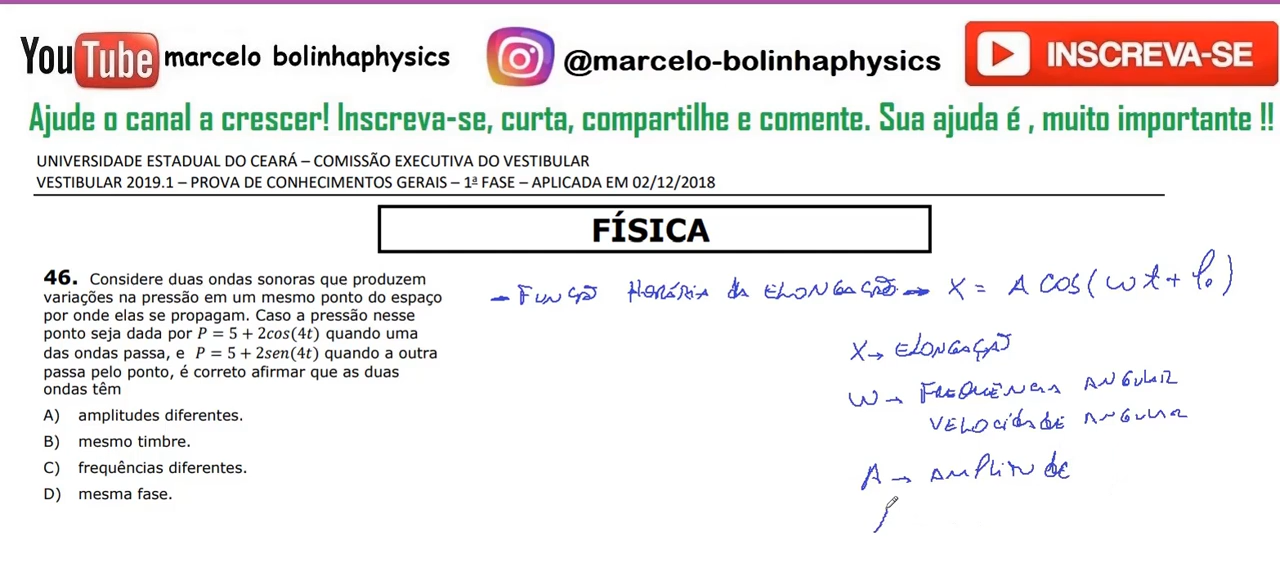 YouTube marcelo bolinhaphysics @marcelo-bolinhaphysics INSCREVA-SE
Ajude o canal a crescer! Inscreva-se, curta, compartilhe e comente. Sua ajuda é , muito importante !!
UNIVERSIDADE ESTADUAL DO CEARÁ – COMISSÃO EXECUTIVA DO VESTIBULAR
VESTIBULAR 2019.1 – PROVA DE CONHECIMENTOS GERAIS – 1ª FASE – APLICADA EM 02/12/2018
FÍSICA
46. Considere duas ondas sonoras que produzem
variações na pressão em um mesmo ponto do espaço
por onde elas se propagam. Caso a pressão nesse
ponto seja dada por P = 5 + 2cos(4t) quando uma
das ondas passa, e P = 5 + 2sen(4t) quando a outra
passa pelo ponto, é correto afirmar que as duas
ondas têm
A) amplitudes diferentes.
B) mesmo timbre.
C) frequências diferentes.
D) mesma fase.
- FUNÇÃO HORÁRIA da ELONGAÇÃO → X = A COS(ωt + φ₀)
X → ELONGAÇÃO
W → FREQUÊNCIA ANGULAR
VELOCIDADE ANGULAR
A → AMPLITUDE